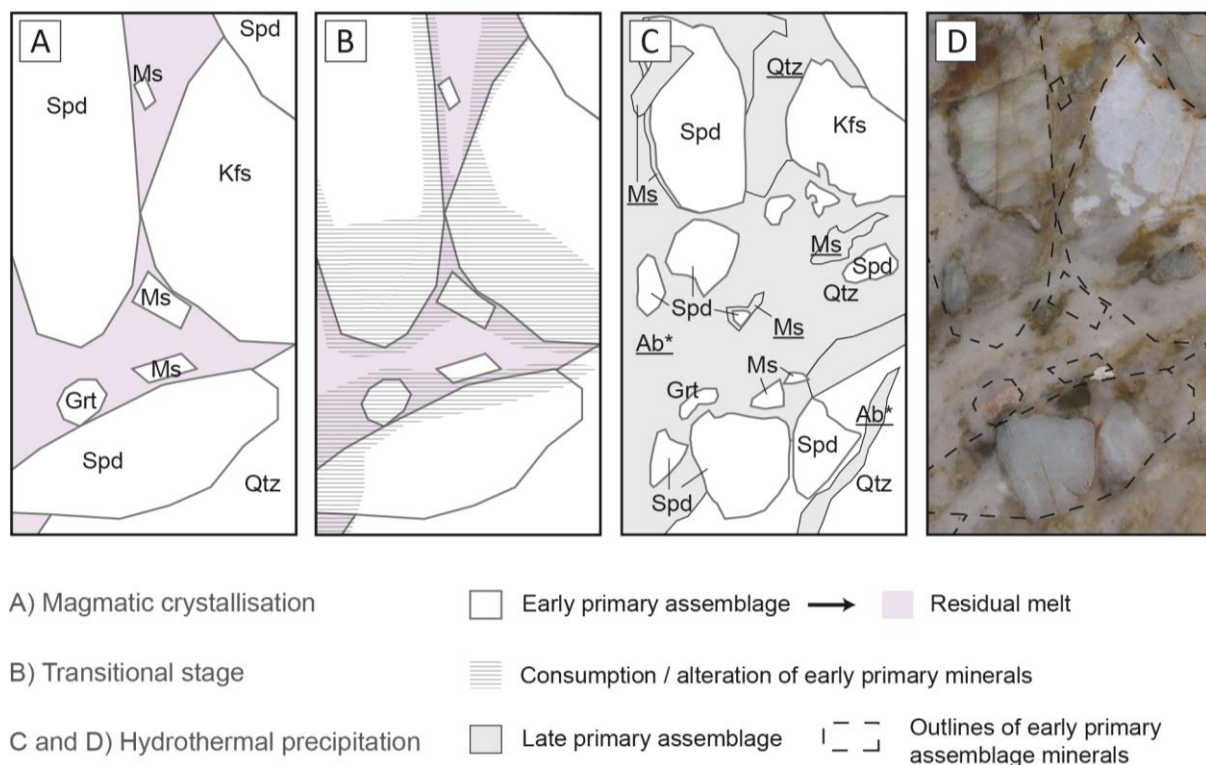 A
Spd
Ms
Spd
Kfs
Ms
Ms
Grt
Spd
Qtz
B
C
Qtz
Spd
Kfs
Ms
Ms
Spd
Qtz
Spd
Ms
Ab*
Ms
Grt
Ab*
Spd
Spd
Qtz
D
A) Magmatic crystallisation
Early primary assemblage
Residual melt
B) Transitional stage
Consumption / alteration of early primary minerals
C and D) Hydrothermal precipitation
Late primary assemblage
Outlines of early primary
assemblage minerals